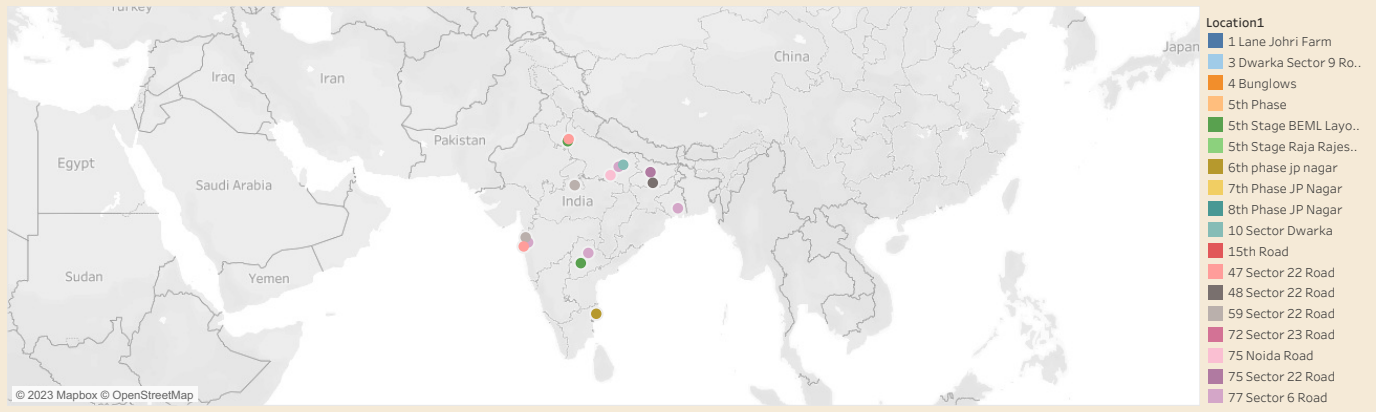 Turkey
China
Japan
Iraq
Iran
Pakistan
Egypt
Saudi Arabia
India
Sudan
Yemen
© 2023 Mapbox © OpenStreetMap
Location1
1 Lane Johri Farm
3 Dwarka Sector 9 Ro..
4 Bunglows
5th Phase
5th Stage BEML Layo..
5th Stage Raja Rajes..
6th phase jp nagar
7th Phase JP Nagar
8th Phase JP Nagar
10 Sector Dwarka
15th Road
47 Sector 22 Road
48 Sector 22 Road
59 Sector 22 Road
72 Sector 23 Road
75 Noida Road
75 Sector 22 Road
77 Sector 6 Road